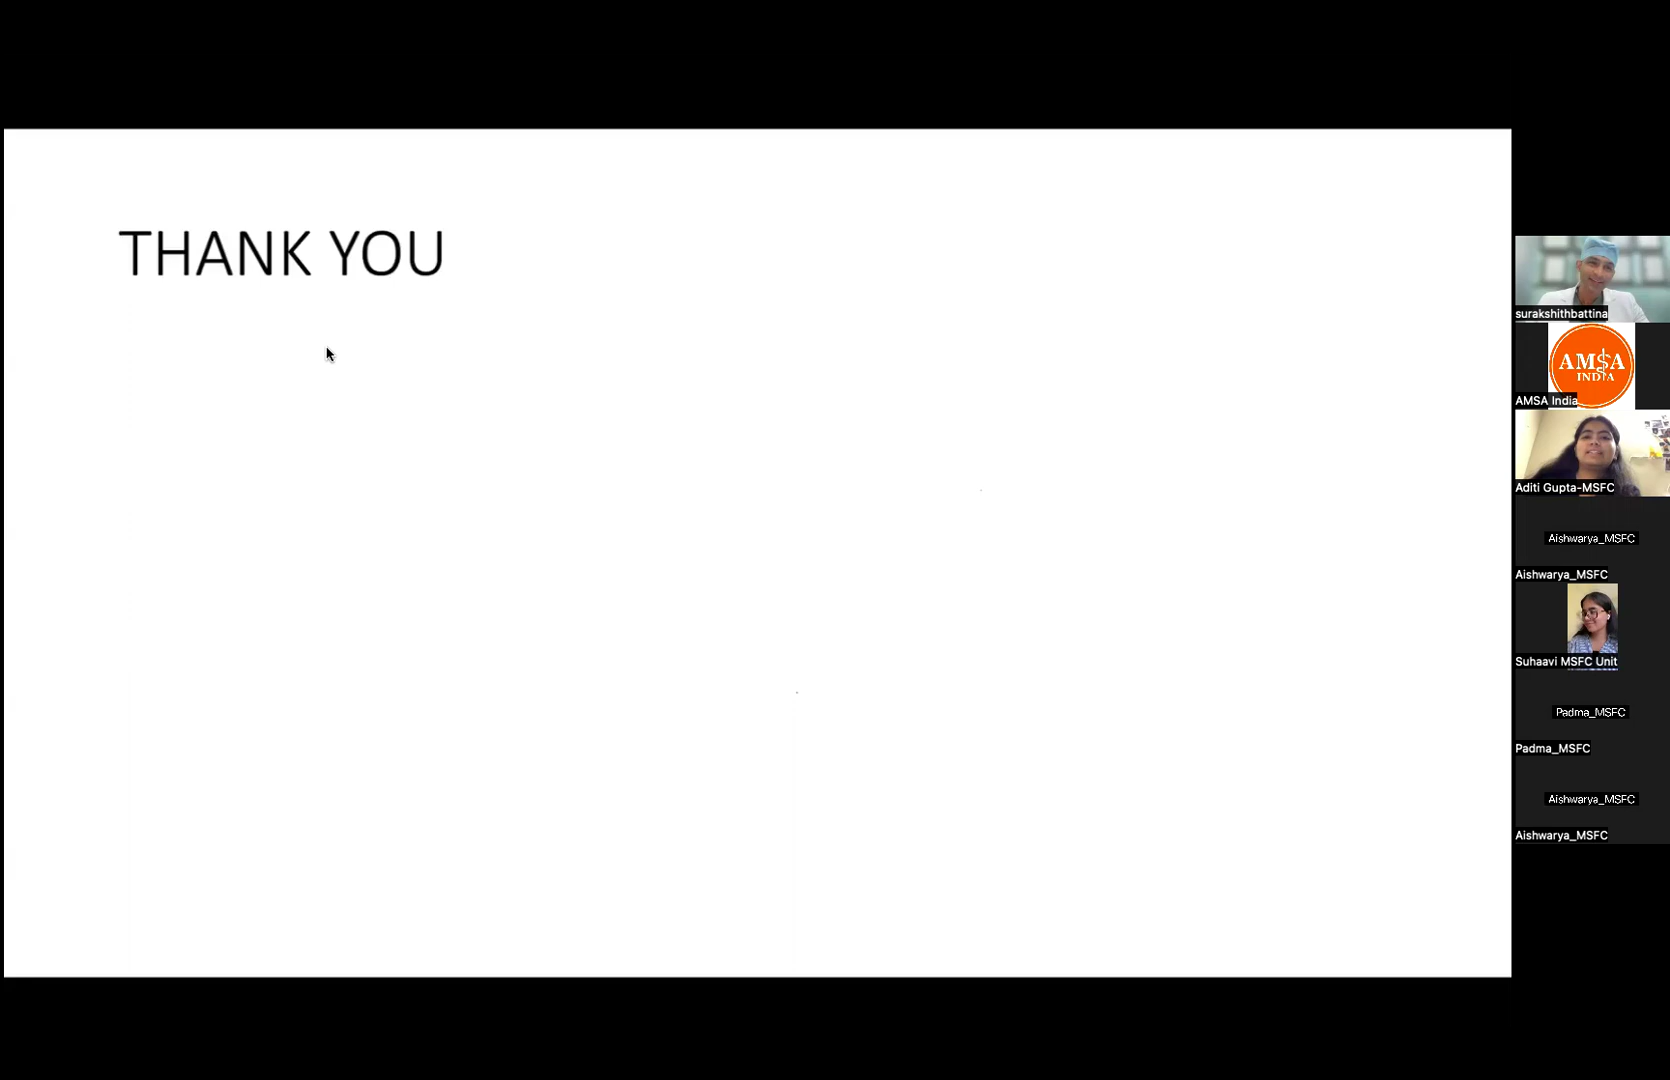 THANK YOU
surakshithbattina
AMSA
INDIA
AMSA India
Aditi Gupta-MSFC
Aishwarya_MSFC
Aishwarya_MSFC
Suhaavi MSFC Unit
Padma_MSFC
Padma_MSFC
Aishwarya_MSFC
Aishwarya_MSFC